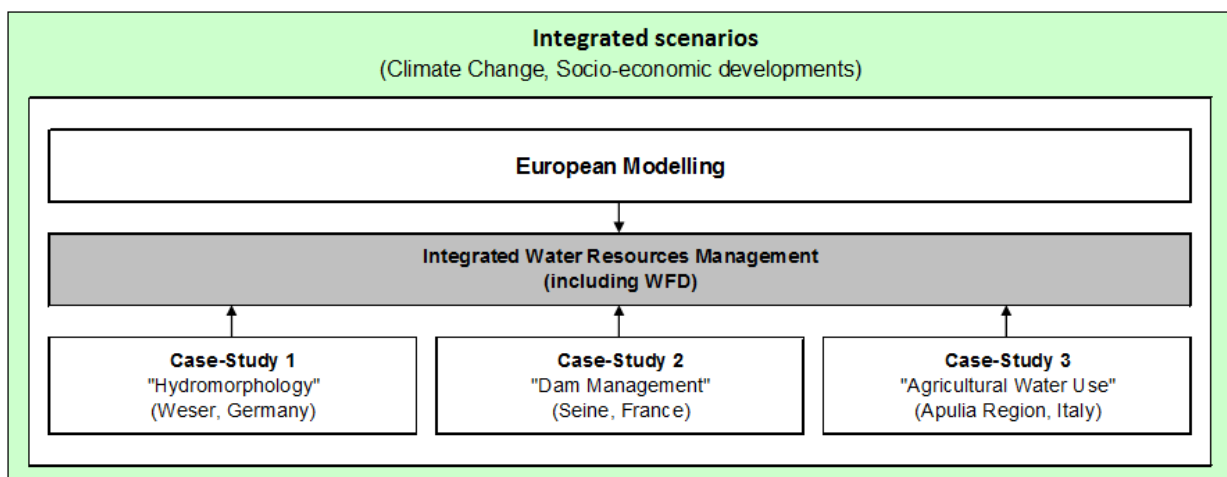 Integrated scenarios
(Climate Change, Socio-economic developments)
European Modelling
Integrated Water Resources Management
(including WFD)
Case-Study 1
"Hydromorphology"
(Weser, Germany)
Case-Study 2
"Dam Management"
(Seine, France)
Case-Study 3
"Agricultural Water Use"
(Apulia Region, Italy)